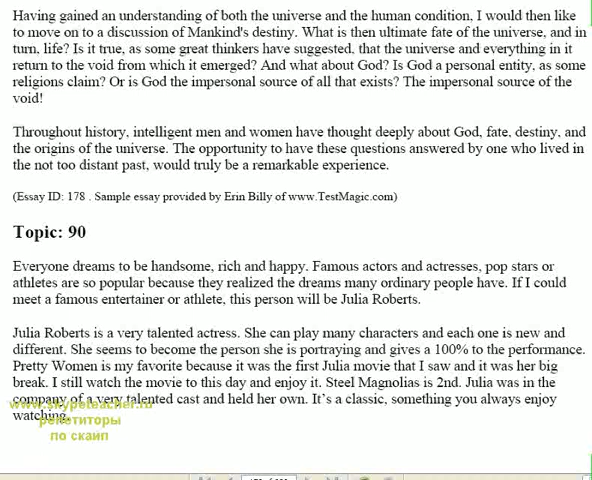 Having gained an understanding of both the universe and the human condition, I would then like
to move on to a discussion of Mankind's destiny. What is then ultimate fate of the universe, and in
turn, life? Is it true, as some great thinkers have suggested, that the universe and everything in it
return to the void from which it emerged? And what about God? Is God a personal entity, as some
religions claim? Or is God the impersonal source of all that exists? The impersonal source of the
void!
Throughout history, intelligent men and women have thought deeply about God, fate, destiny, and
the origins of the universe. The opportunity to have these questions answered by one who lived in
the not too distant past, would truly be a remarkable experience.
(Essay ID: 178 . Sample essay provided by Erin Billy of www.TestMagic.com)
Topic: 90
Everyone dreams to be handsome, rich and happy. Famous actors and actresses, pop stars or
athletes are so popular because they realized the dreams many ordinary people have. If I could
meet a famous entertainer or athlete, this person will be Julia Roberts.
Julia Roberts is a very talented actress. She can play many characters and each one is new and
different. She seems to become the person she is portraying and gives a 100% to the performance.
Pretty Women is my favorite because it was the first Julia movie that I saw and it was her big
break. I still watch the movie to this day and enjoy it. Steel Magnolias is 2nd. Julia was in the
company of a very talented cast and held her own. It's a classic, something you always enjoy
www.skypeteacher.ru
watching.
репетиторы
по скайп